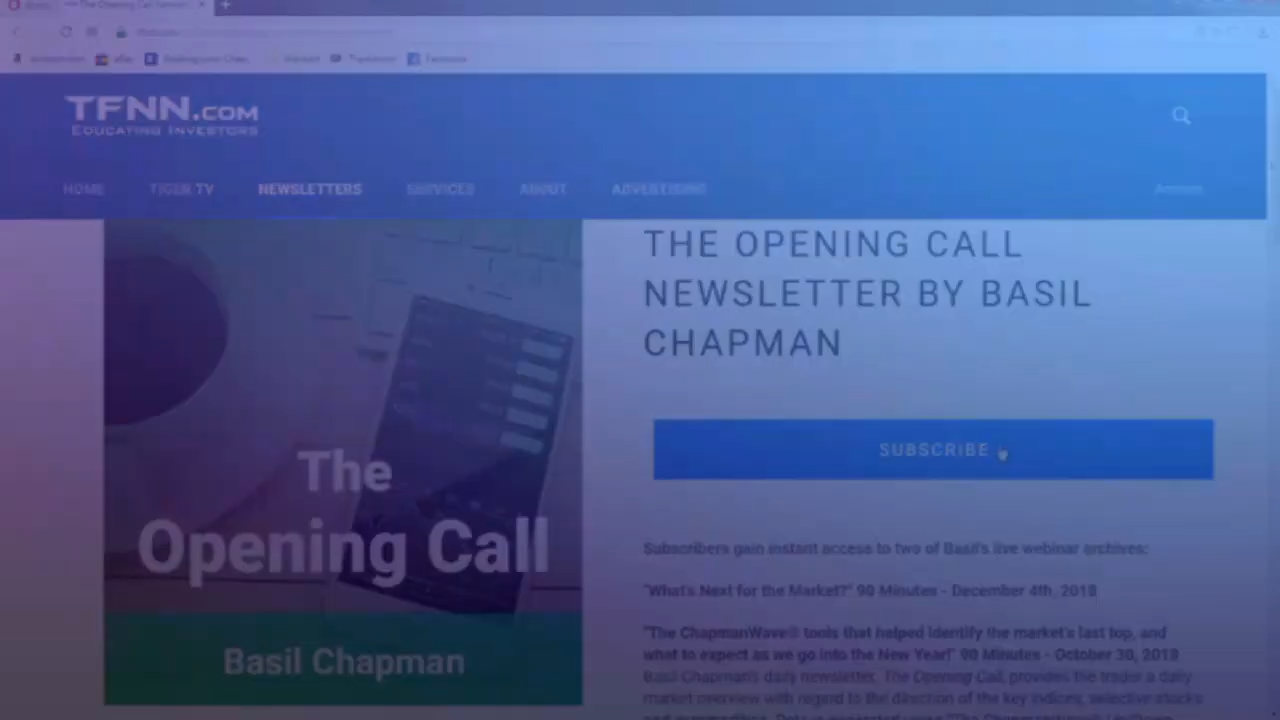 The Opening Call
eBay
Facebook
TFNN.COM
EDUCATING INVESTORS
HOME
TIGER TV
NEWSLETTERS
SERVICES
ABOUT
ADVERTISING
The
Opening Call
Basil Chapman
THE OPENING CALL
NEWSLETTER BY BASIL
CHAPMAN
SUBSCRIBE
Subscribers gain instant access to two of Basil's live webinar archives:
"What's Next for the Market?" 90 Minutes - December 4th, 2018
"The ChapmanWave® tools that helped identify the market's last top, and
what to expect as we go into the New Year!" 90 Minutes - October 30, 2018
Basil Chapman's daily newsletter, The Opening Call, provides the trader a daily
market overview with regard to the direction of the key indices, selective stocks